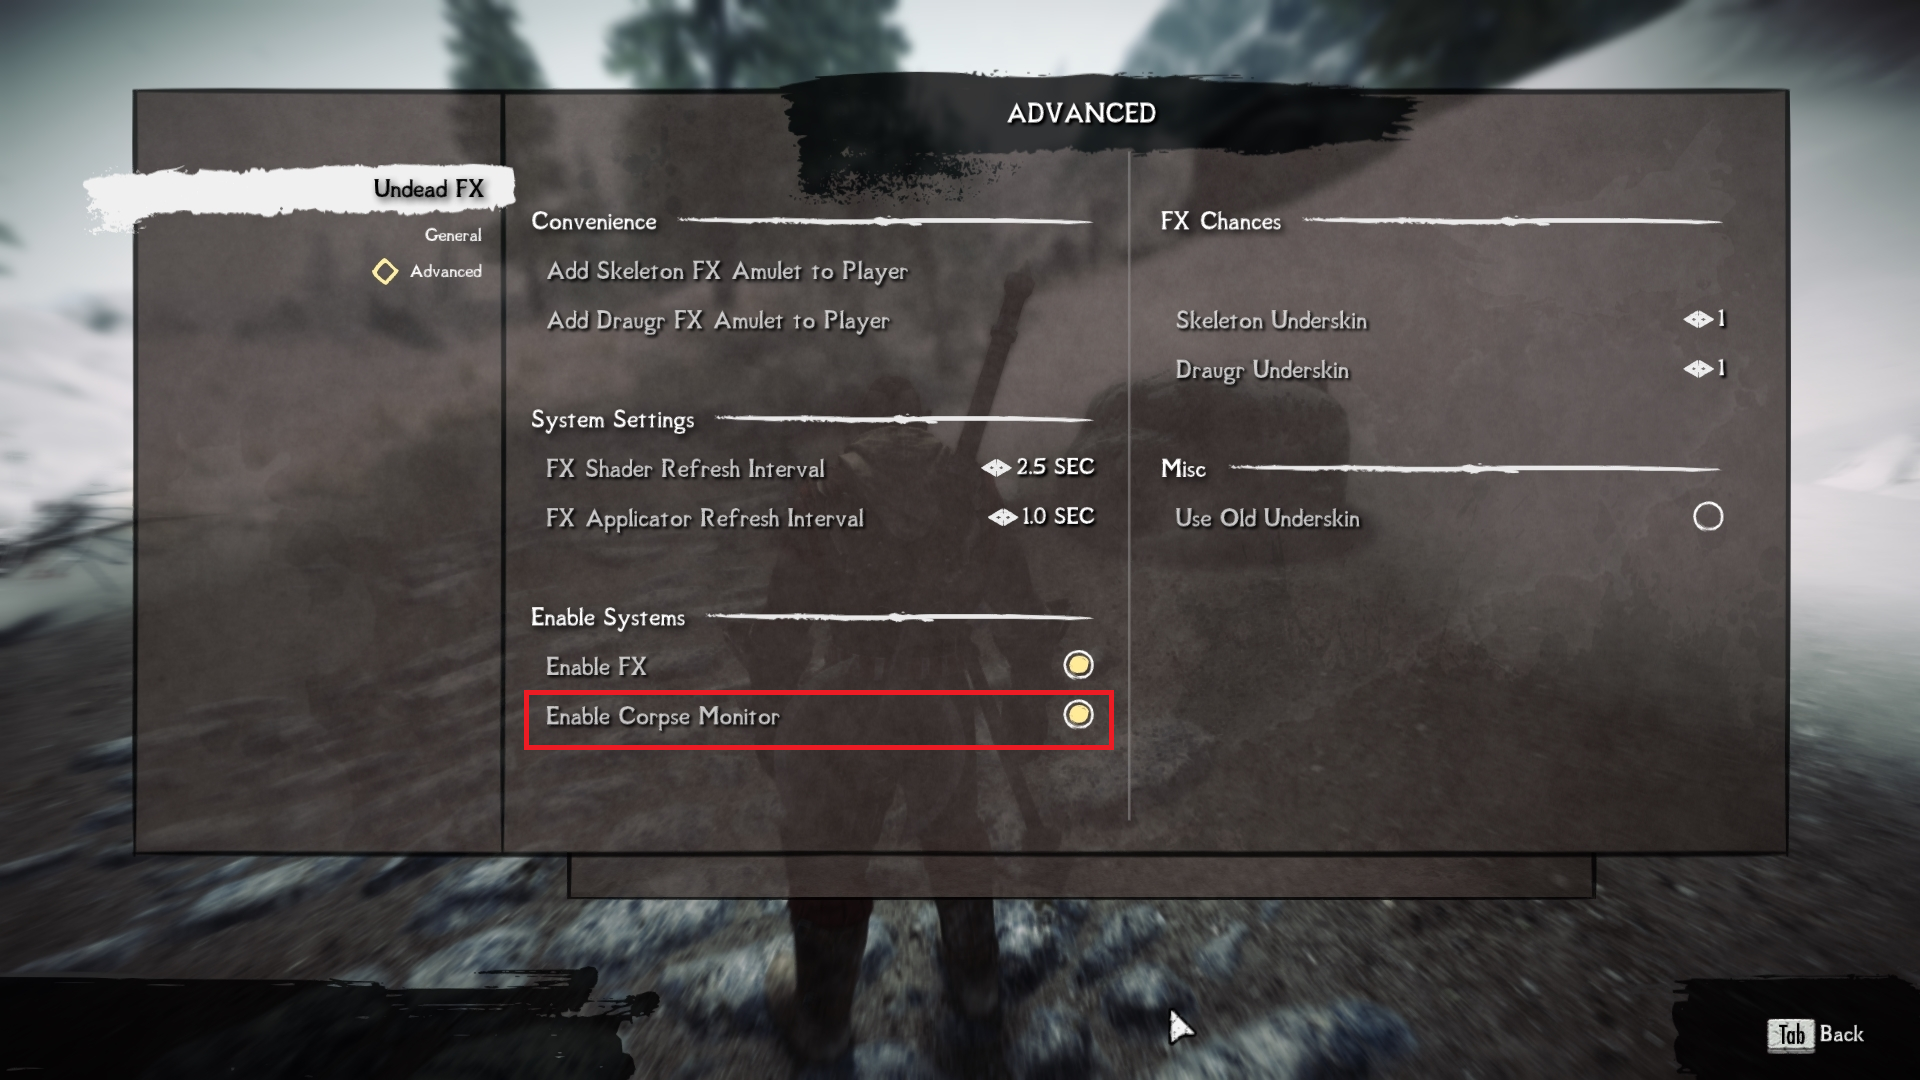 ADVANCED
Undead FX
General
Advanced
Convenience
Add Skeleton FX Amulet to Player
Add Draugr FX Amulet to Player
System Settings
FX Shader Refresh Interval 2.5 SEC
FX Applicator Refresh Interval 1.0 SEC
Enable Systems
Enable FX
Enable Corpse Monitor
FX Chances
Skeleton Underskin 1
Draugr Underskin 1
Misc
Use Old Underskin
Tab Back